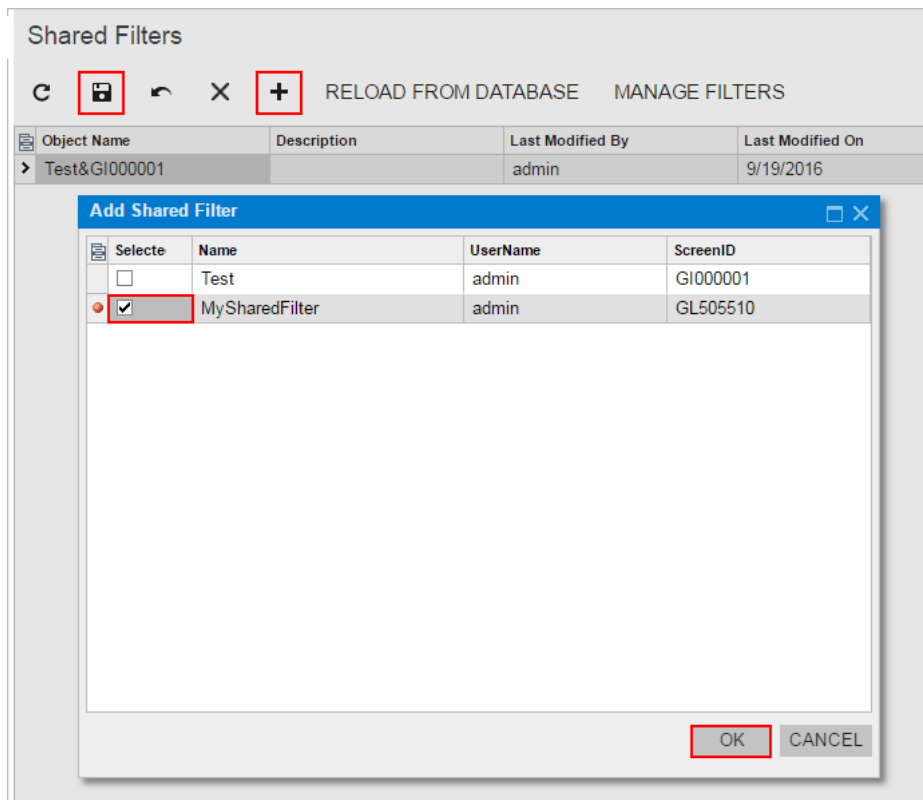 Shared Filters
RELOAD FROM DATABASE MANAGE FILTERS
Object Name Description Last Modified By Last Modified On
Test&GI000001 admin 9/19/2016
Add Shared Filter
Selecte Name UserName ScreenID
Test admin GI000001
MySharedFilter admin GL505510
OK CANCEL